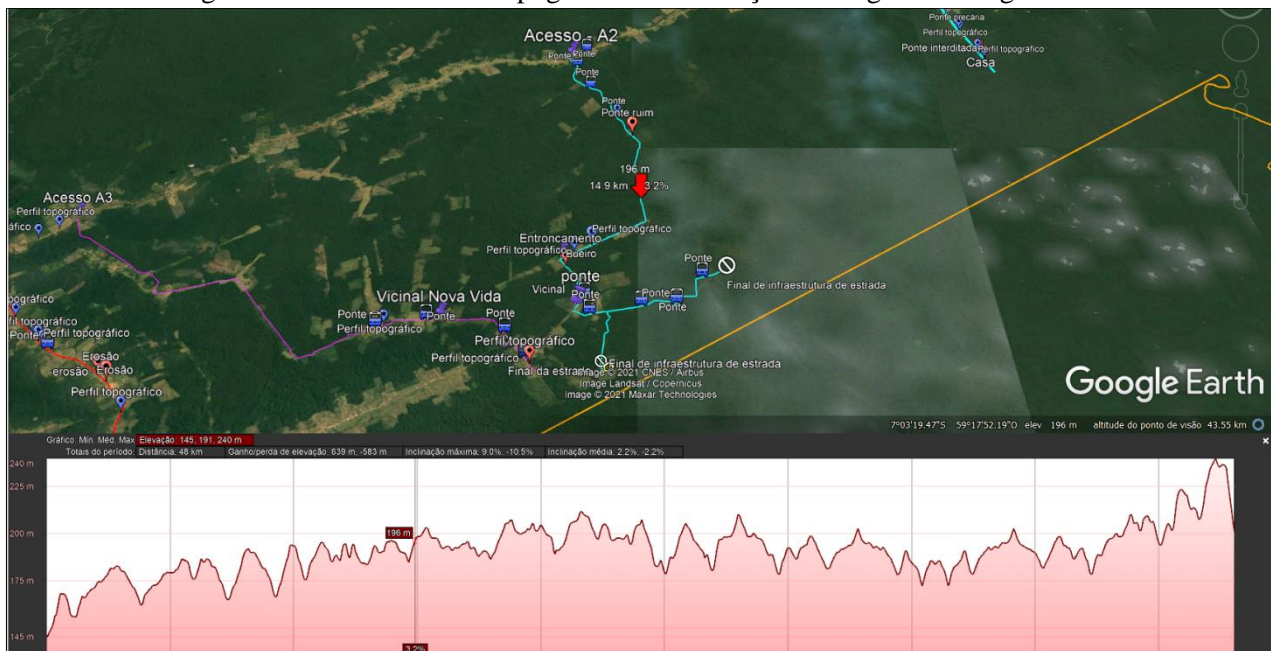 Acesso - A2
Ponte precária
Perfil topográfico
Ponte interditada
Perfil topográfico
Casa
Ponte
Ponte
Ponte
Ponte
Ponte ruim
196 m
14.9 km
3.2%
Acesso A3
Perfil topográfico
áfico
Perfil topográfico
Entroncamento
Perfil topográfico
Bueiro
ponte
Vicinal
Ponte
Ponte
Ponte
Ponte
Final de infraestrutura de estrada
Vicinal Nova Vida
Ponte
Ponte
Ponte
Perfil topográfico
pográfico
fil topográfico
Ponte
Perfil topográfico
Perfil topográfico
Perfil topográfico
Erosão
erosão
Erosão
Final da estrada
Final de infraestrutura de estrada
Perfil topográfico
Image © 2021 CNES / Airbus
Image Landsat / Copernicus
Image © 2021 Maxar Technologies
Google Earth
7°03'19.47"S 59°17'52.19"O elev 196 m altitude do ponto de visão 43.55 km
Gráfico: Mín. Méd. Máx Elevação: 145, 191, 240 m
Totais do período: Distância: 48 km Ganho/perda de elevação: 639 m, -583 m Inclinação máxima: 9.0%, -10.5% Inclinação média: 2.2%, -2.2%
240 m
225 m
200 m
196 m
175 m
145 m
3.2%